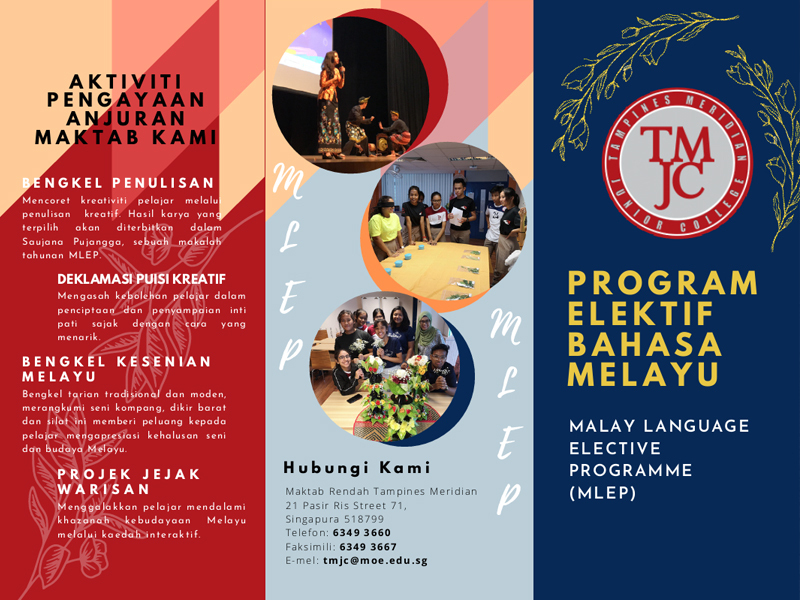 AKTIVITI
PENGAYAAN
ANJURAN
MAKTAB KAMI
BENGKEL PENULISAN
Mencoret kreativiti pelajar melalui
penulisan kreatif. Hasil karya yang
terpilih akan diterbitkan dalam
Saujana Pujangga, sebuah makalah
tahunan MLEP.
DEKLAMASI PUISI KREATIF
Mengasah kebolehan pelajar dalam
penciptaan dan penyampaian inti
pati sajak dengan cara yang
menarik.
BENGKEL KESENIAN
MELAYU
Bengkel tarian tradisional dan moden,
merangkumi seni kompang, dikir barat
dan silat ini memberi peluang kepada
pelajar mengapresiasi kehalusan seni
dan budaya Melayu.
PROJEK JEJAK
WARISAN
Menggalakkan pelajar mendalami
khazanah kebudayaan Melayu
melalui kaedah interaktif.
MLEP
MLEP
Hubungi Kami
Maktab Rendah Tampines Meridian
21 Pasir Ris Street 71,
Singapura 518799
Telefon: 6349 3660
Faksimili: 6349 3667
E-mel: tmjc@moe.edu.sg
TAMPINES MERIDIAN
TM
JC
JUNIOR COLLEGE
PROGRAM
ELEKTIF
BAHASA
MELAYU
MALAY LANGUAGE
ELECTIVE
PROGRAMME
(MLEP)